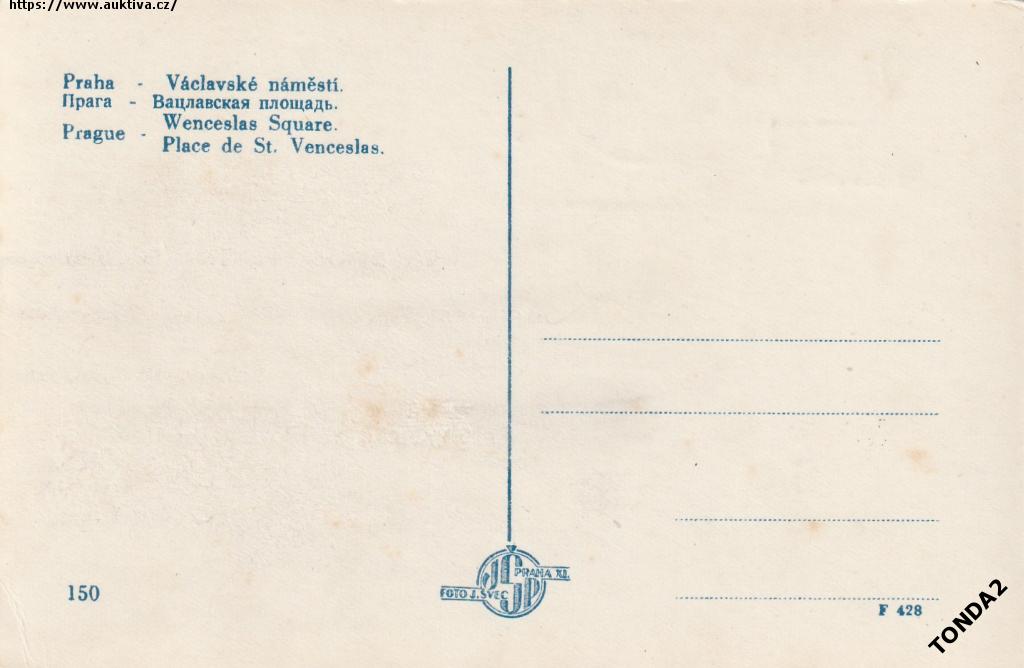 https://www.auktiva.cz/
Praha - Václavské náměstí.
Прага - Вацлавская площадь.
Prague - Wenceslas Square.
Place de St. Venceslas.
PRAHA XII.
FOTO J. ŠVEC
150
F 428
TONDA2